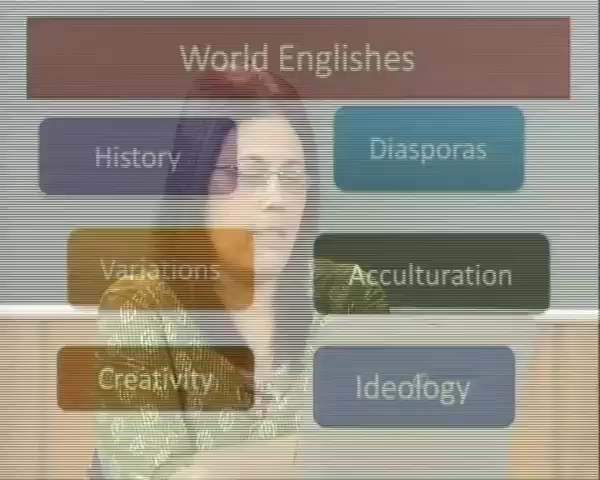 World Englishes
History
Diasporas
Variations
Acculturation
Creativity
Ideology